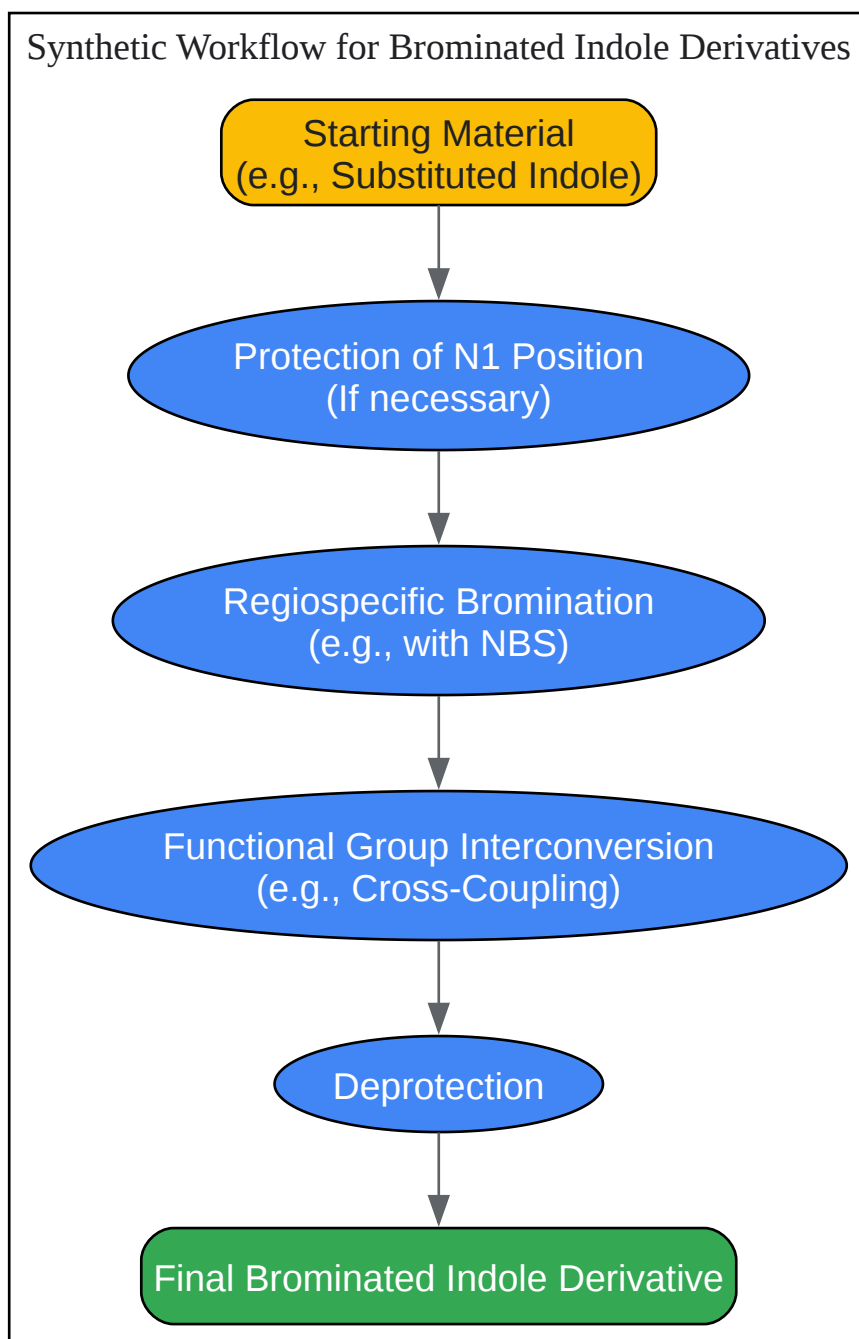 Synthetic Workflow for Brominated Indole Derivatives
Starting Material
(e.g., Substituted Indole)
Protection of N1 Position
(If necessary)
Regiospecific Bromination
(e.g., with NBS)
Functional Group Interconversion
(e.g., Cross-Coupling)
Deprotection
Final Brominated Indole Derivative